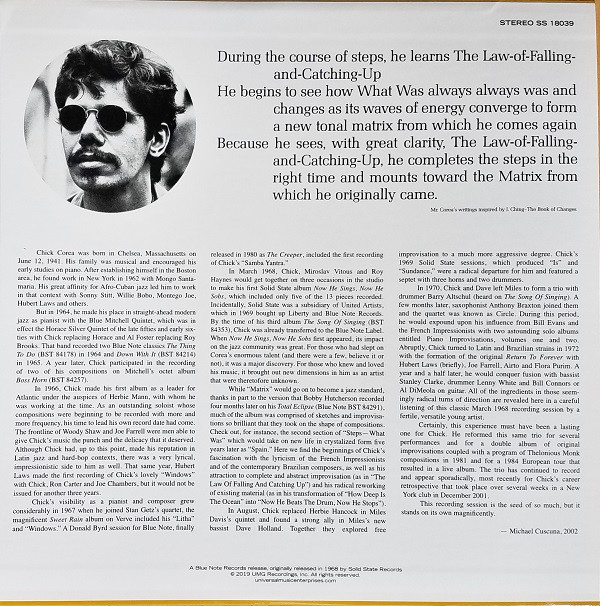 STEREO SS 18039
During the course of steps, he learns The Law-of-Falling-
and-Catching-Up
He begins to see how What Was always always was and
changes as its waves of energy converge to form
a new tonal matrix from which he comes again
Because he sees, with great clarity, The Law-of-Falling-
and-Catching-Up, he completes the steps in the
right time and mounts toward the Matrix from
which he originally came.
Mr. Corea's writings inspired by I Ching–The Book of Changes
Chick Corea was born in Chelsea, Massachusetts on
June 12, 1941. His family was musical and encouraged his
early studies on piano. After establishing himself in the Boston
area, he found work in New York in 1962 with Mongo Santa-
maria. His great affinity for Afro-Cuban jazz led him to work
in that context with Sonny Stitt, Willie Bobo, Montego Joe,
Hubert Laws and others.
But in 1964, he made his place in straight-ahead modern
jazz as pianist with the Blue Mitchell Quintet, which was in
effect the Horace Silver Quintet of the late fifties and early six-
ties with Chick replacing Horace and Al Foster replacing Roy
Brooks. That band recorded two Blue Note classics The Thing
To Do (BST 84178) in 1964 and Down With It (BST 84214)
in 1965. A year later, Chick participated in the recording
of two of his compositions on Mitchell's octet album
Boss Horn (BST 84257).
In 1966, Chick made his first album as a leader for
Atlantic under the auspices of Herbie Mann, with whom he
was working at the time. As an outstanding soloist whose
compositions were beginning to be recorded with more and
more frequency, his time to lead his own record date had come.
The frontline of Woody Shaw and Joe Farrell were men able to
give Chick's music the punch and the delicacy that it deserved.
Although Chick had, up to this point, made his reputation in
Latin jazz and hard-bop contexts, there was a very lyrical,
impressionistic side to him as well. That same year, Hubert
Laws made the first recording of Chick's lovely "Windows"
with Chick, Ron Carter and Joe Chambers, but it would not be
issued for another three years.
Chick's visibility as a pianist and composer grew
considerably in 1967 when he joined Stan Getz's quartet, the
magnificent Sweet Rain album on Verve included his "Litha"
and "Windows." A Donald Byrd session for Blue Note, finally
released in 1980 as The Creeper, included the first recording
of Chick's "Samba Yantra."
In March 1968, Chick, Miroslav Vitous and Roy
Haynes would get together on three occasions in the studio
to make his first Solid State album Now He Sings, Now He
Sobs, which included only five of the 13 pieces recorded.
Incidentally, Solid State was a subsidiary of United Artists,
which in 1969 bought up Liberty and Blue Note Records.
By the time of his third album The Song Of Singing (BST
84353), Chick was already transferred to the Blue Note Label.
When Now He Sings, Now He Sobs first appeared, its impact
on the jazz community was great. For those who had slept on
Corea's enormous talent (and there were a few, believe it or
not), it was a major discovery. For those who knew and loved
his music, it brought out new dimensions in him as an artist
that were theretofore unknown.
While "Matrix" would go on to become a jazz standard,
thanks in part to the version that Bobby Hutcherson recorded
four months later on his Total Eclipse (Blue Note BST 84291),
much of the album was comprised of sketches and improvisa-
tions so brilliant that they took on the shape of compositions.
Check out, for instance, the second section of "Steps – What
Was" which would take on new life in crystalized form five
years later as "Spain." Here we find the beginnings of Chick's
fascination with the lyricism of the French Impressionists
and of the contemporary Brazilian composers, as well as his
attraction to complete and abstract improvisation (as in "The
Law Of Falling And Catching Up") and his radical reworking
of existing material (as in his transformation of "How Deep Is
The Ocean" into "Now He Beats The Drum, Now He Stops").
In August, Chick replaced Herbie Hancock in Miles
Davis's quintet and found a strong ally in Miles's new
bassist Dave Holland. Together they explored free
improvisation to a much more aggressive degree. Chick's
1969 Solid State sessions, which produced "Is" and
"Sundance," were a radical departure for him and featured a
septet with three horns and two drummers.
In 1970, Chick and Dave left Miles to form a trio with
drummer Barry Altschul (heard on The Song Of Singing). A
few months later, saxophonist Anthony Braxton joined them
and the quartet was known as Circle. During this period,
he would expound upon his influence from Bill Evans and
the French Impressionists with two astounding solo albums
entitled Piano Improvisations, volumes one and two.
Abruptly, Chick turned to Latin and Brazilian strains in 1972
with the formation of the original Return To Forever with
Hubert Laws (briefly), Joe Farrell, Airto and Flora Purim. A
year and a half later, he would conquer fusion with bassist
Stanley Clarke, drummer Lenny White and Bill Connors or
Al DiMeola on guitar. All of the ingredients in those seem-
ingly radical turns of direction are revealed here in a careful
listening of this classic March 1968 recording session by a
fertile, versatile young artist.
Certainly, this experience must have been a lasting
one for Chick. He reformed this same trio for several
performances and for a double album of original
improvisations coupled with a program of Thelonious Monk
compositions in 1981 and for a 1984 European tour that
resulted in a live album. The trio has continued to record
and appear sporadically, most recently for Chick's career
retrospective that took place over several weeks in a New
York club in December 2001.
This recording session is the seed of so much, but it
stands on its own magnificently.
— Michael Cuscuna, 2002
A Blue Note Records release, originally released in 1968 by Solid State Records
© 2019 UMG Recordings, Inc. All rights reserved.
universalmusicenterprises.com